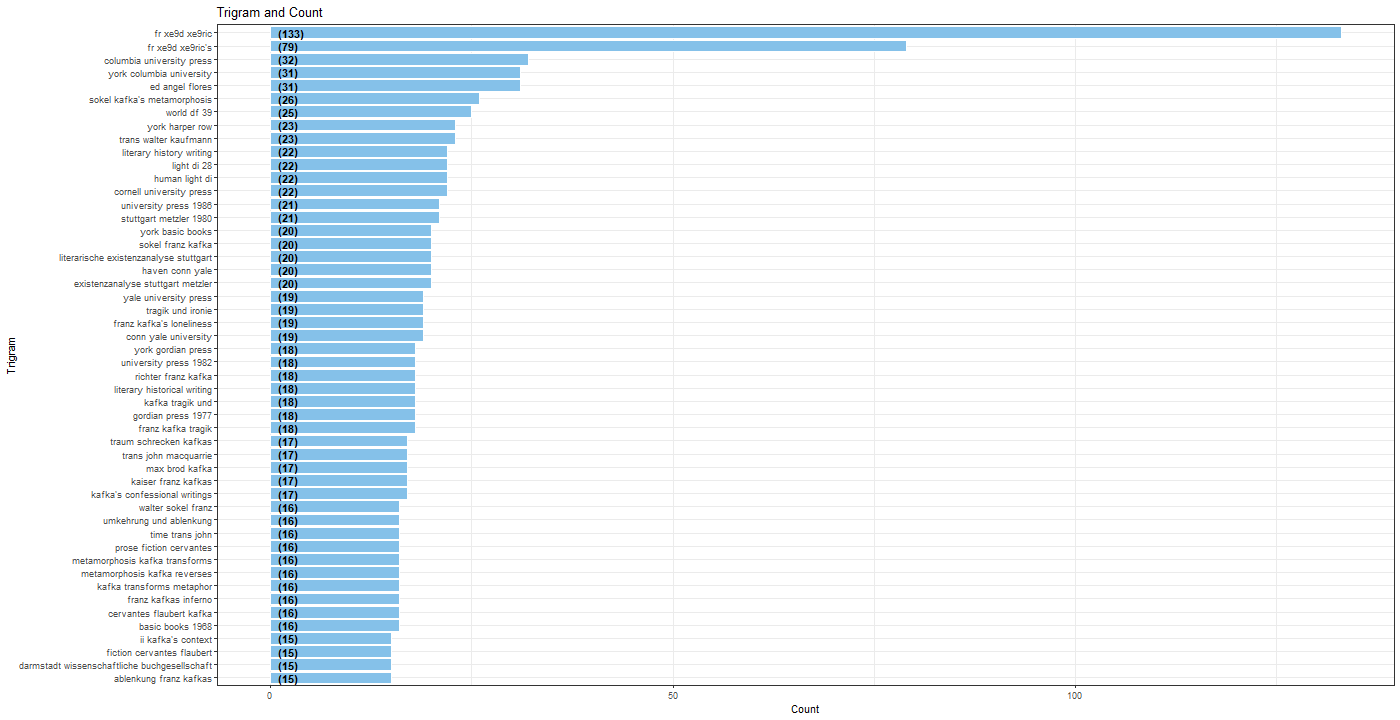 Trigram and Count
fr xe9d xe9ric (133)
fr xe9d xe9ric's (79)
columbia university press (32)
york columbia university (31)
ed angel flores (31)
sokel kafka's metamorphosis (26)
world df 39 (25)
york harper row (23)
trans walter kaufmann (23)
literary history writing (22)
light di 28 (22)
human light di (22)
cornell university press (22)
university press 1986 (21)
stuttgart metzler 1980 (21)
york basic books (20)
sokel franz kafka (20)
literarische existenzanalyse stuttgart (20)
haven conn yale (20)
existenzanalyse stuttgart metzler (20)
yale university press (19)
tragik und ironie (19)
franz kafka's loneliness (19)
conn yale university (19)
york gordian press (18)
university press 1982 (18)
richter franz kafka (18)
literary historical writing (18)
kafka tragik und (18)
gordian press 1977 (18)
franz kafka tragik (18)
traum schrecken kafkas (17)
trans john macquarrie (17)
max brod kafka (17)
kaiser franz kafkas (17)
kafka's confessional writings (17)
walter sokel franz (16)
umkehrung und ablenkung (16)
time trans john (16)
prose fiction cervantes (16)
metamorphosis kafka transforms (16)
metamorphosis kafka reverses (16)
kafka transforms metaphor (16)
franz kafkas inferno (16)
cervantes flaubert kafka (16)
basic books 1968 (16)
ii kafka's context (15)
fiction cervantes flaubert (15)
darmstadt wissenschaftliche buchgesellschaft (15)
ablenkung franz kafkas (15)
Trigram
0 50 100
Count